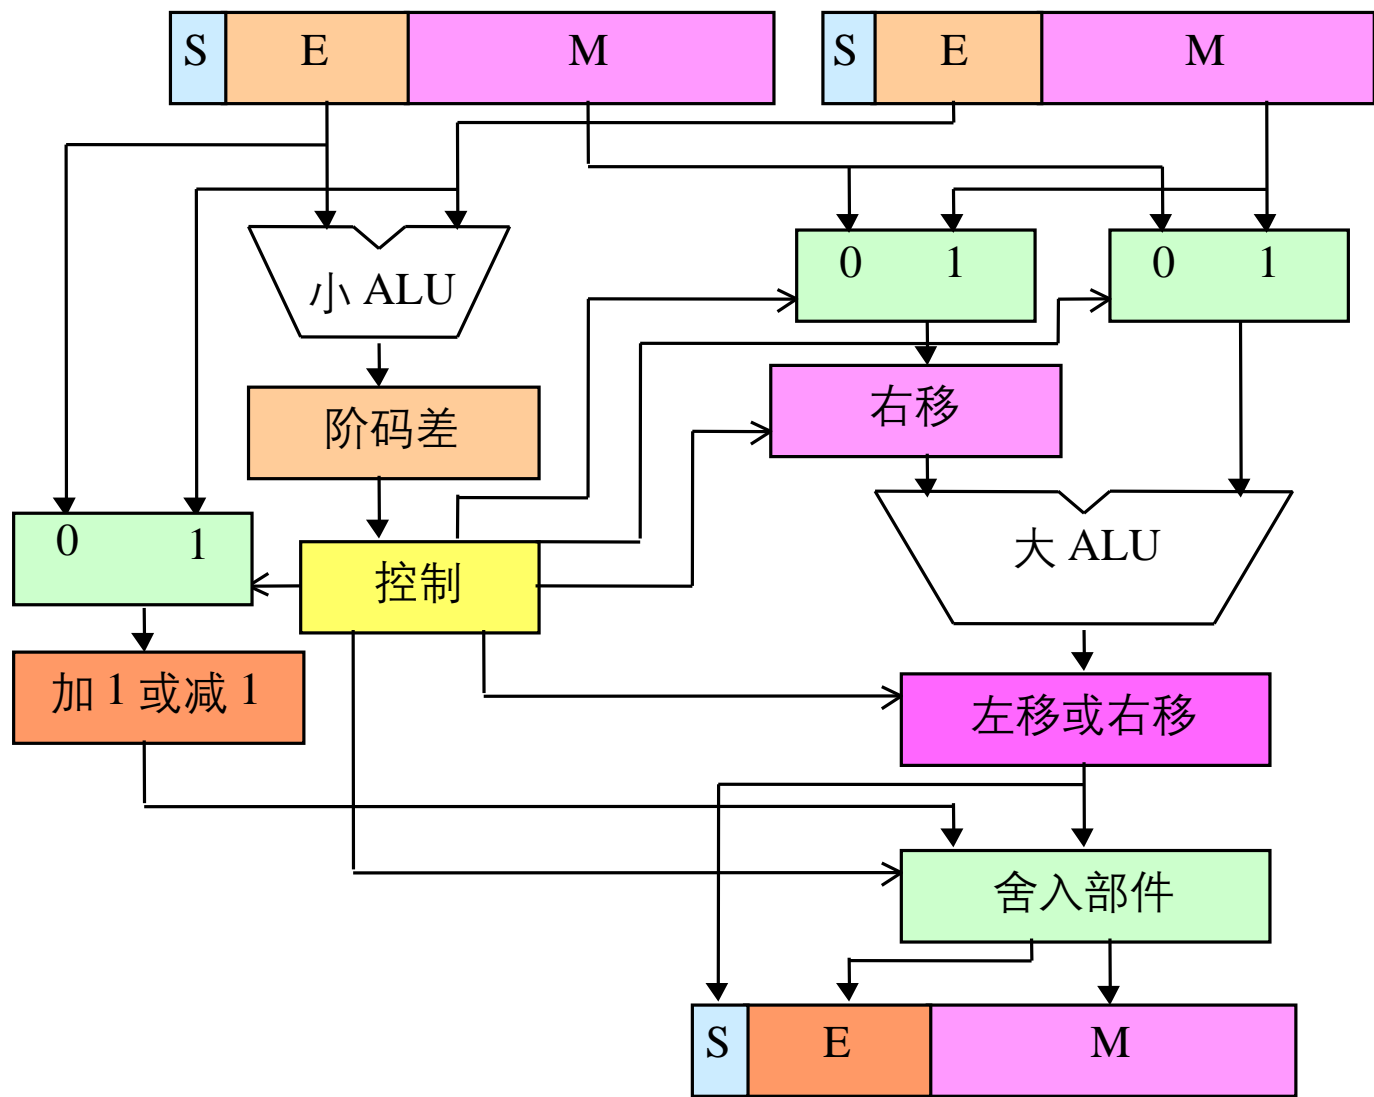 S E M S E M
0 1 0 1
小 ALU
右移
阶码差
0 1
大 ALU
控制
加 1 或减 1
左移或右移
舍入部件
S E M